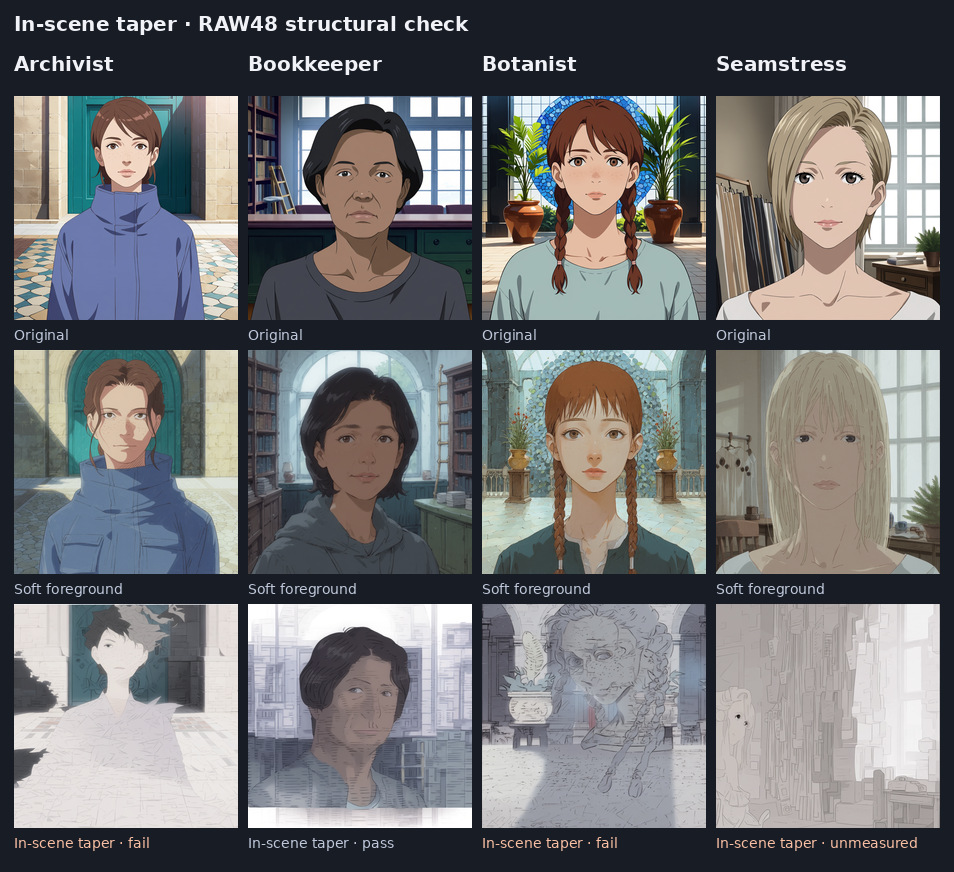 In-scene taper · RAW48 structural check
Archivist Bookkeeper Botanist Seamstress
Original Original Original Original
Soft foreground Soft foreground Soft foreground Soft foreground
In-scene taper · fail In-scene taper · pass In-scene taper · fail In-scene taper · unmeasured